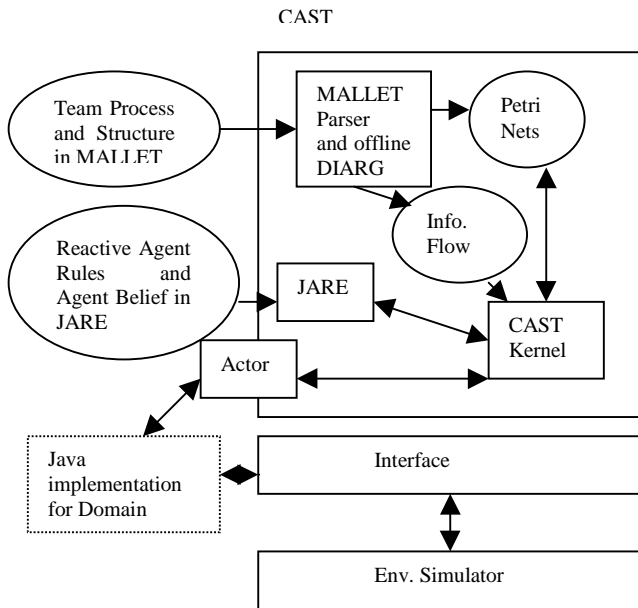 CAST
Team Process
and Structure
in MALLET
MALLET
Parser
and offline
DIARG
Petri
Nets
Info.
Flow
Reactive Agent
Rules and
Agent Belief in
JARE
JARE
CAST
Kernel
Actor
Java
implementation
for Domain
Interface
Env. Simulator